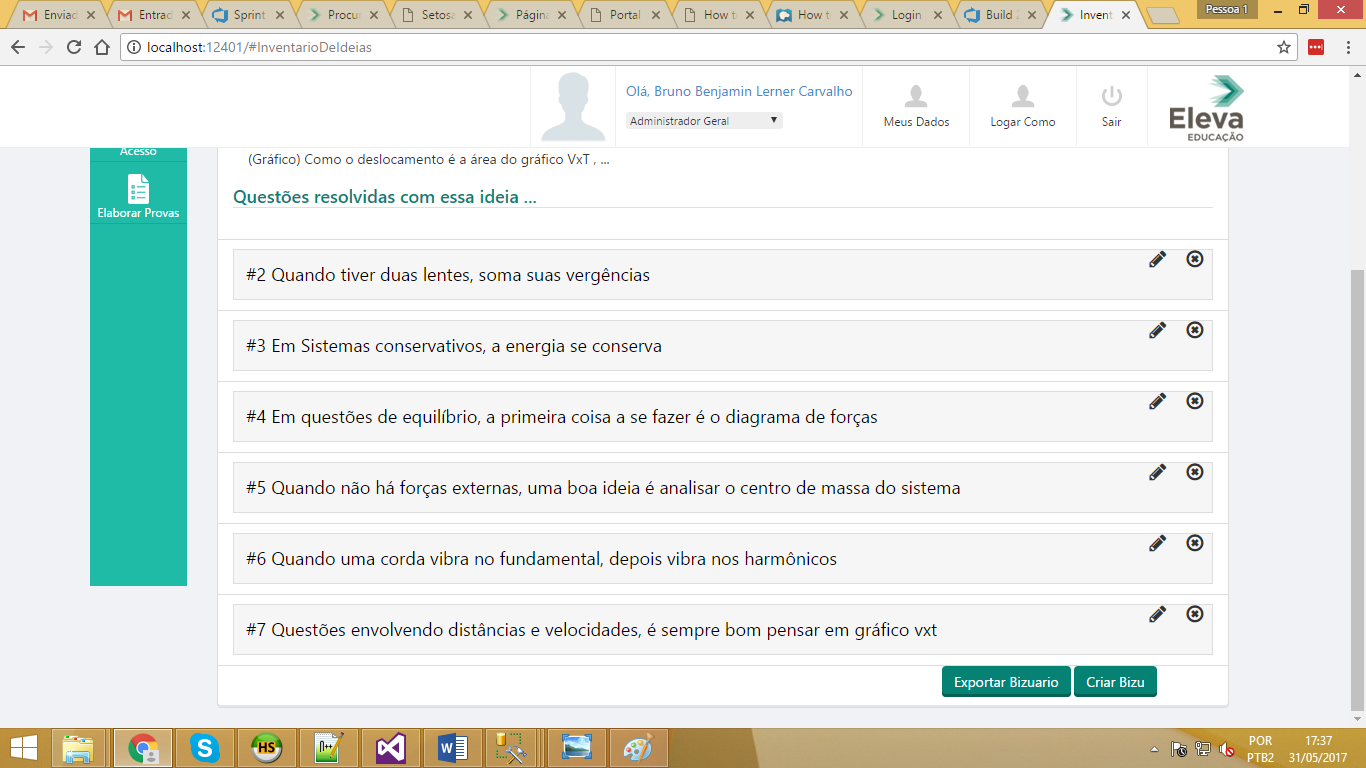 Enviad
Entrad
Sprint
Procu
Setosa
Página
Portal
How t
How t
Login
Build 2
Invent
Pessoa 1
localhost:12401/#InventarioDeIdeias
Olá, Bruno Benjamin Lerner Carvalho
Administrador Geral
Meus Dados
Logar Como
Sair
Eleva
EDUCAÇÃO
Acesso
Elaborar Provas
(Gráfico) Como o deslocamento é a área do gráfico VxT , ...
Questões resolvidas com essa ideia ...
#2 Quando tiver duas lentes, soma suas vergências
#3 Em Sistemas conservativos, a energia se conserva
#4 Em questões de equilíbrio, a primeira coisa a se fazer é o diagrama de forças
#5 Quando não há forças externas, uma boa ideia é analisar o centro de massa do sistema
#6 Quando uma corda vibra no fundamental, depois vibra nos harmônicos
#7 Questões envolvendo distâncias e velocidades, é sempre bom pensar em gráfico vxt
Exportar Bizuario
Criar Bizu
HS
N++
POR
PTB2
17:37
31/05/2017